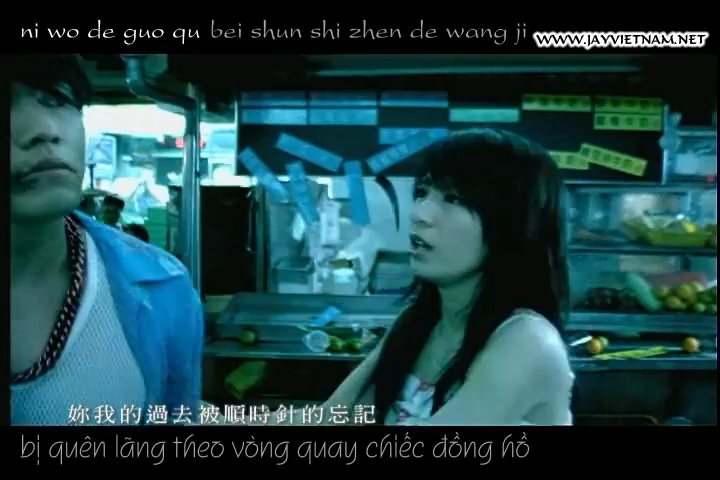 ni wo de guo qu bei shun shi zhen de wang ji
WWW.JAYVIETNAM.NET
妳我的過去被順時針的忘記
bị quên lãng theo vòng quay chiếc đồng hồ